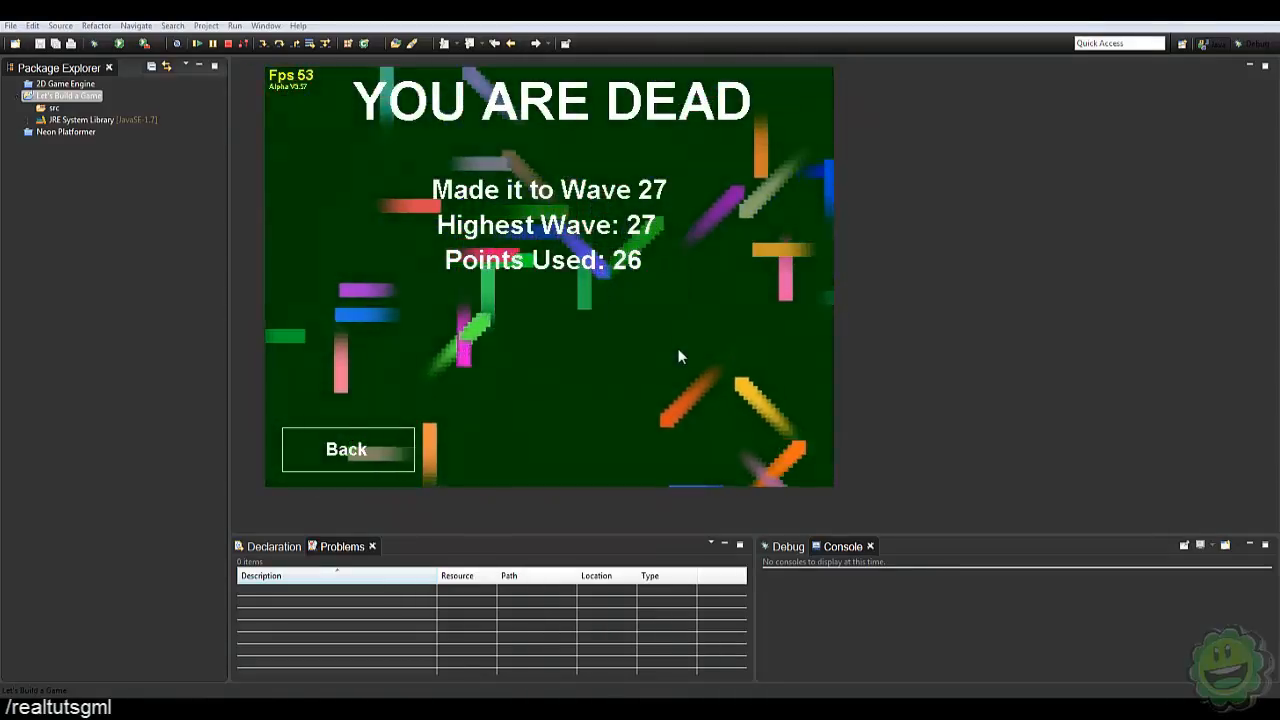 File Edit Source Refactor Navigate Search Project Run Window Help
Quick Access
Java
Debug
Package Explorer
2D Game Engine
Let's Build a Game
src
JRE System Library [JavaSE-1.7]
Neon Platformer
Fps 53
Alpha V3.57
YOU ARE DEAD
Made it to Wave 27
Highest Wave: 27
Points Used: 26
Back
Declaration Problems
0 items
Description Resource Path Location Type
Debug Console
No consoles to display at this time.
Let's Build a Game
/realtutsgml